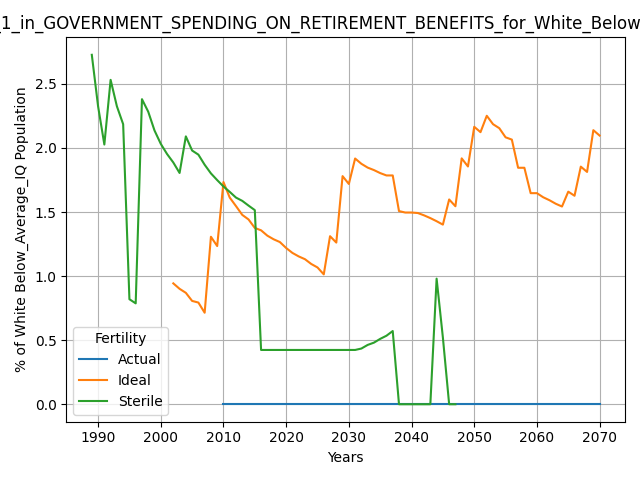 _1_in_GOVERNMENT_SPENDING_ON_RETIREMENT_BENEFITS_for_White_Below
% of White Below_Average_IQ Population
2.5
2.0
1.5
1.0
0.5
0.0
Fertility
Actual
Ideal
Sterile
1990 2000 2010 2020 2030 2040 2050 2060 2070
Years